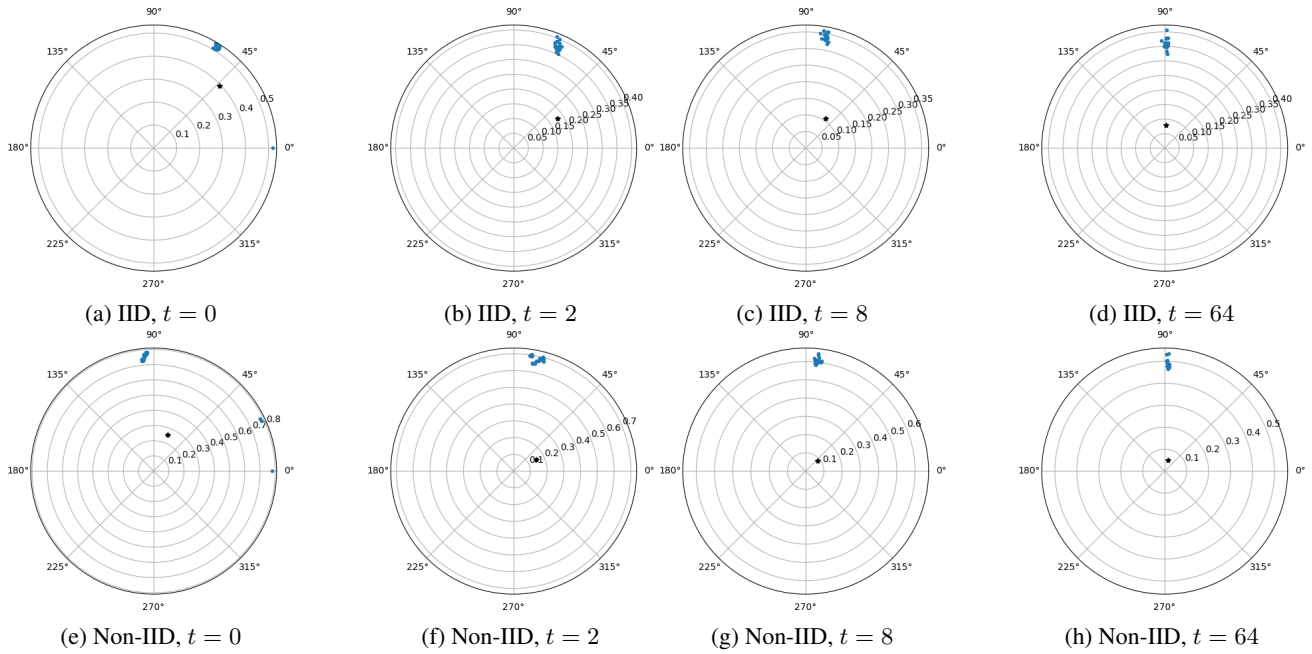 90° 90° 90° 90°
135° 45° 135° 45° 135° 45° 135° 45°
0.5 0.4 0.3 0.2 0.1
0.40 0.35 0.30 0.25 0.20 0.15 0.10 0.05
0.35 0.30 0.25 0.20 0.15 0.10 0.05
0.40 0.35 0.30 0.25 0.20 0.15 0.10 0.05
180° 0° 180° 0° 180° 0° 180° 0°
225° 315° 225° 315° 225° 315° 225° 315°
270° 270° 270° 270°
(a) IID, t = 0 (b) IID, t = 2 (c) IID, t = 8 (d) IID, t = 64
90° 90° 90° 90°
135° 45° 135° 45° 135° 45° 135° 45°
0.8 0.7 0.6 0.5 0.4 0.3 0.2 0.1
0.7 0.6 0.5 0.4 0.3 0.2 0.1
0.6 0.5 0.4 0.3 0.2 0.1
0.5 0.4 0.3 0.2 0.1
180° 0° 180° 0° 180° 0° 180° 0°
225° 315° 225° 315° 225° 315° 225° 315°
270° 270° 270° 270°
(e) Non-IID, t = 0 (f) Non-IID, t = 2 (g) Non-IID, t = 8 (h) Non-IID, t = 64